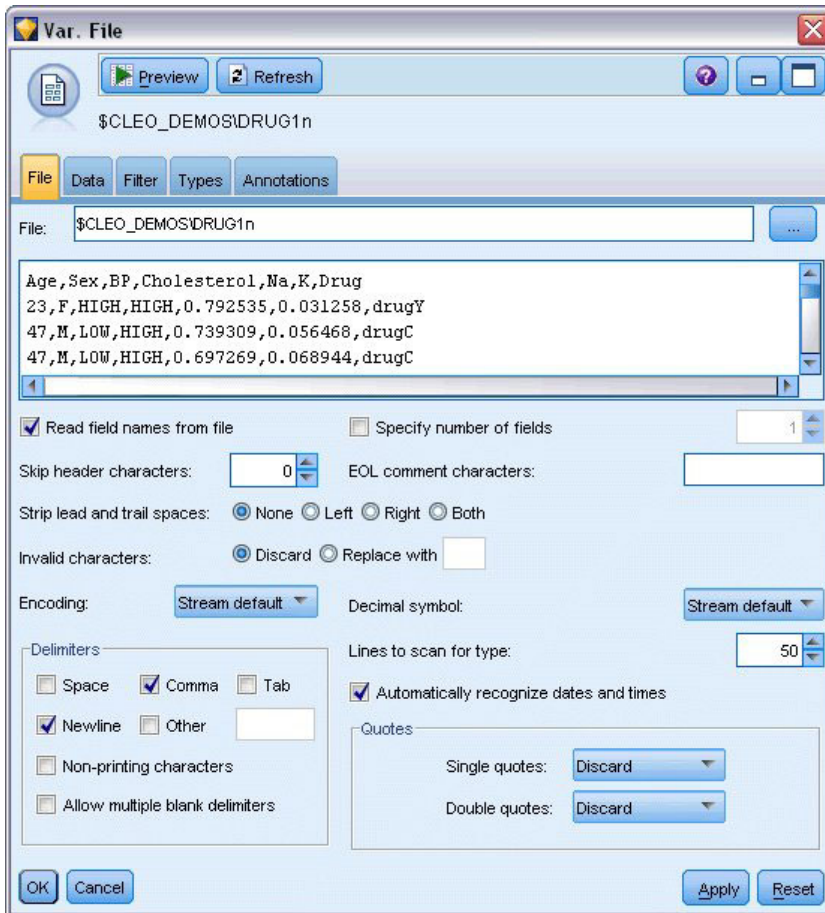 Var. File
Preview Refresh
$CLEO_DEMOS\DRUG1n
File Data Filter Types Annotations
File: $CLEO_DEMOS\DRUG1n ...
Age,Sex,BP,Cholesterol,Na,K,Drug
23,F,HIGH,HIGH,0.792535,0.031258,drugY
47,M,LOW,HIGH,0.739309,0.056468,drugC
47,M,LOW,HIGH,0.697269,0.068944,drugC
Read field names from file Specify number of fields 1
Skip header characters: 0 EOL comment characters:
Strip lead and trail spaces: None Left Right Both
Invalid characters: Discard Replace with
Encoding: Stream default Decimal symbol: Stream default
Delimiters Lines to scan for type: 50
Space Comma Tab Automatically recognize dates and times
Newline Other Quotes
Non-printing characters Single quotes: Discard
Allow multiple blank delimiters Double quotes: Discard
OK Cancel Apply Reset